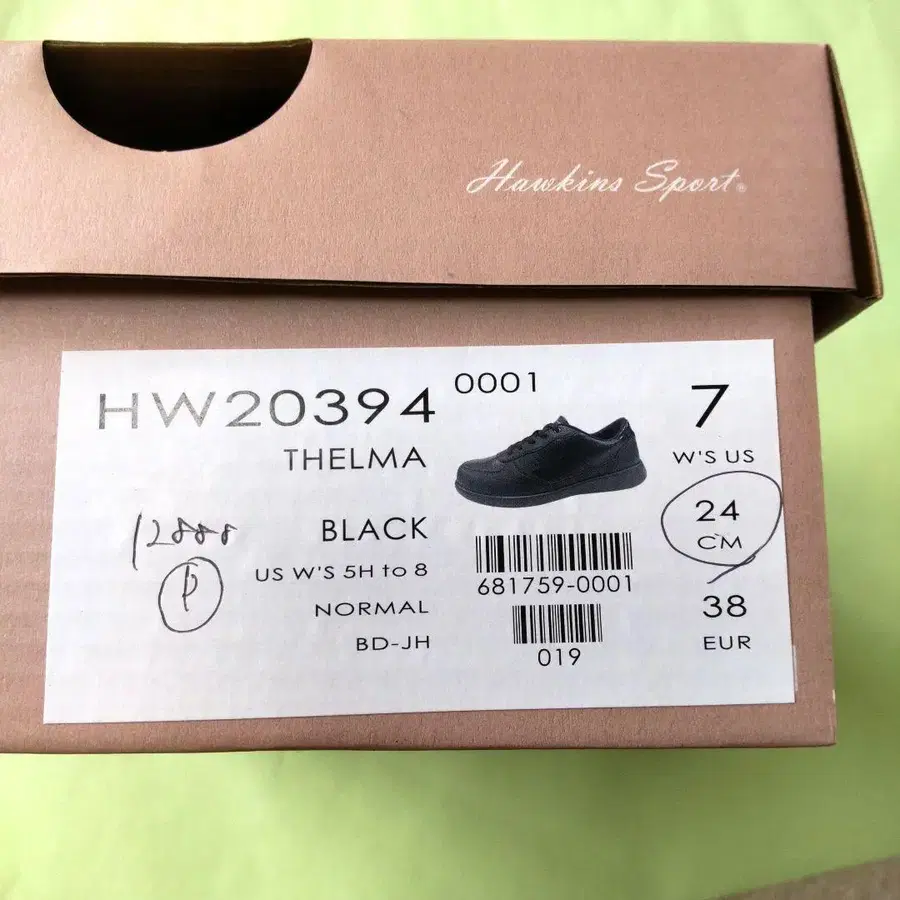 Hawkins Sport®
HW20394 0001
THELMA
BLACK
US W'S 5H to 8
NORMAL
BD-JH
12888
P
681759-0001
019
7
W'S US
24
CM
38
EUR